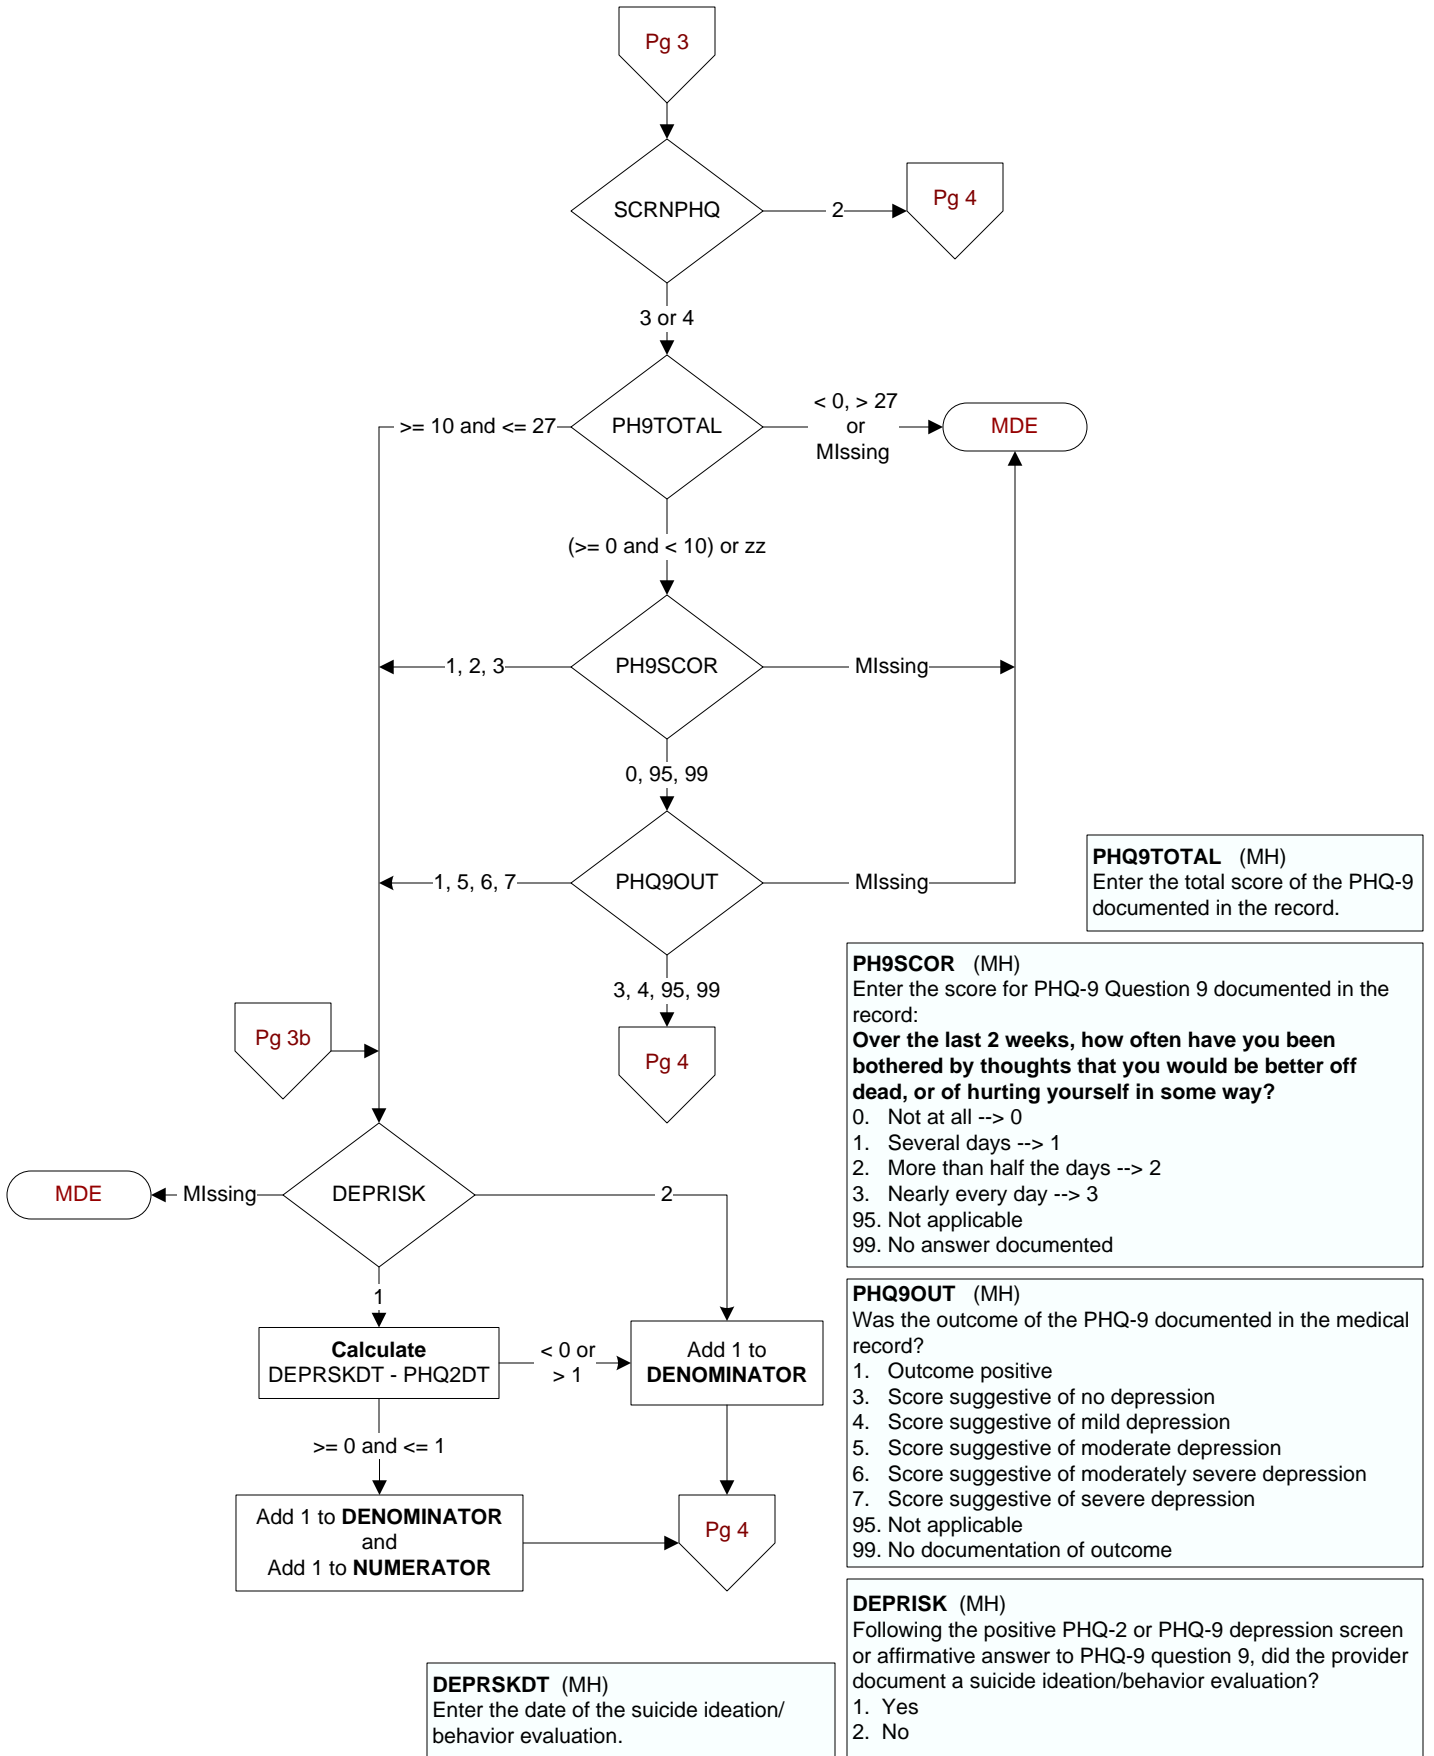 Pg 3
SCRNPHQ
2
Pg 4
3 or 4
>= 10 and <= 27
PH9TOTAL
< 0, > 27
or
MIssing
MDE
(>= 0 and < 10) or zz
1, 2, 3
PH9SCOR
MIssing
0, 95, 99
1, 5, 6, 7
PHQ9OUT
MIssing
3, 4, 95, 99
Pg 4
Pg 3b
MDE
MIssing
DEPRISK
2
1
Calculate
DEPRSKDT - PHQ2DT
< 0 or
> 1
Add 1 to
DENOMINATOR
>= 0 and <= 1
Add 1 to DENOMINATOR
and
Add 1 to NUMERATOR
Pg 4
PHQ9TOTAL (MH)
Enter the total score of the PHQ-9
documented in the record.
PH9SCOR (MH)
Enter the score for PHQ-9 Question 9 documented in the
record:
Over the last 2 weeks, how often have you been
bothered by thoughts that you would be better off
dead, or of hurting yourself in some way?
0. Not at all --> 0
1. Several days --> 1
2. More than half the days --> 2
3. Nearly every day --> 3
95. Not applicable
99. No answer documented
PHQ9OUT (MH)
Was the outcome of the PHQ-9 documented in the medical
record?
1. Outcome positive
3. Score suggestive of no depression
4. Score suggestive of mild depression
5. Score suggestive of moderate depression
6. Score suggestive of moderately severe depression
7. Score suggestive of severe depression
95. Not applicable
99. No documentation of outcome
DEPRISK (MH)
Following the positive PHQ-2 or PHQ-9 depression screen
or affirmative answer to PHQ-9 question 9, did the provider
document a suicide ideation/behavior evaluation?
1. Yes
2. No
DEPRSKDT (MH)
Enter the date of the suicide ideation/
behavior evaluation.